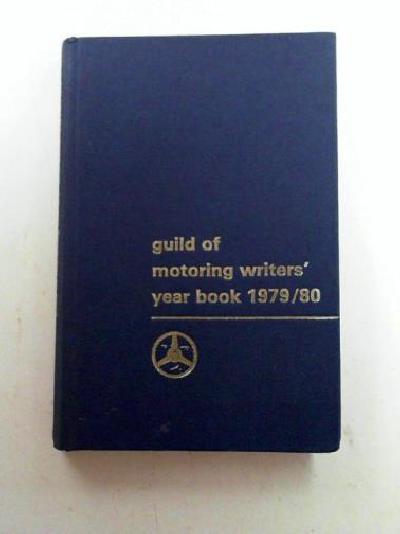 guild of
motoring writers'
year book 1979/80